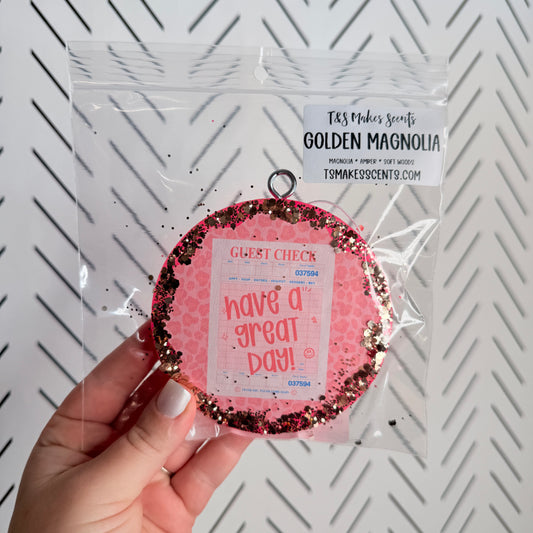 T&S Makes Scents
GOLDEN MAGNOLIA
MAGNOLIA * AMBER * SOFT WOODS
TSMAKESSCENTS.COM
GUEST CHECK
037594
have a
great
DAY!
037594